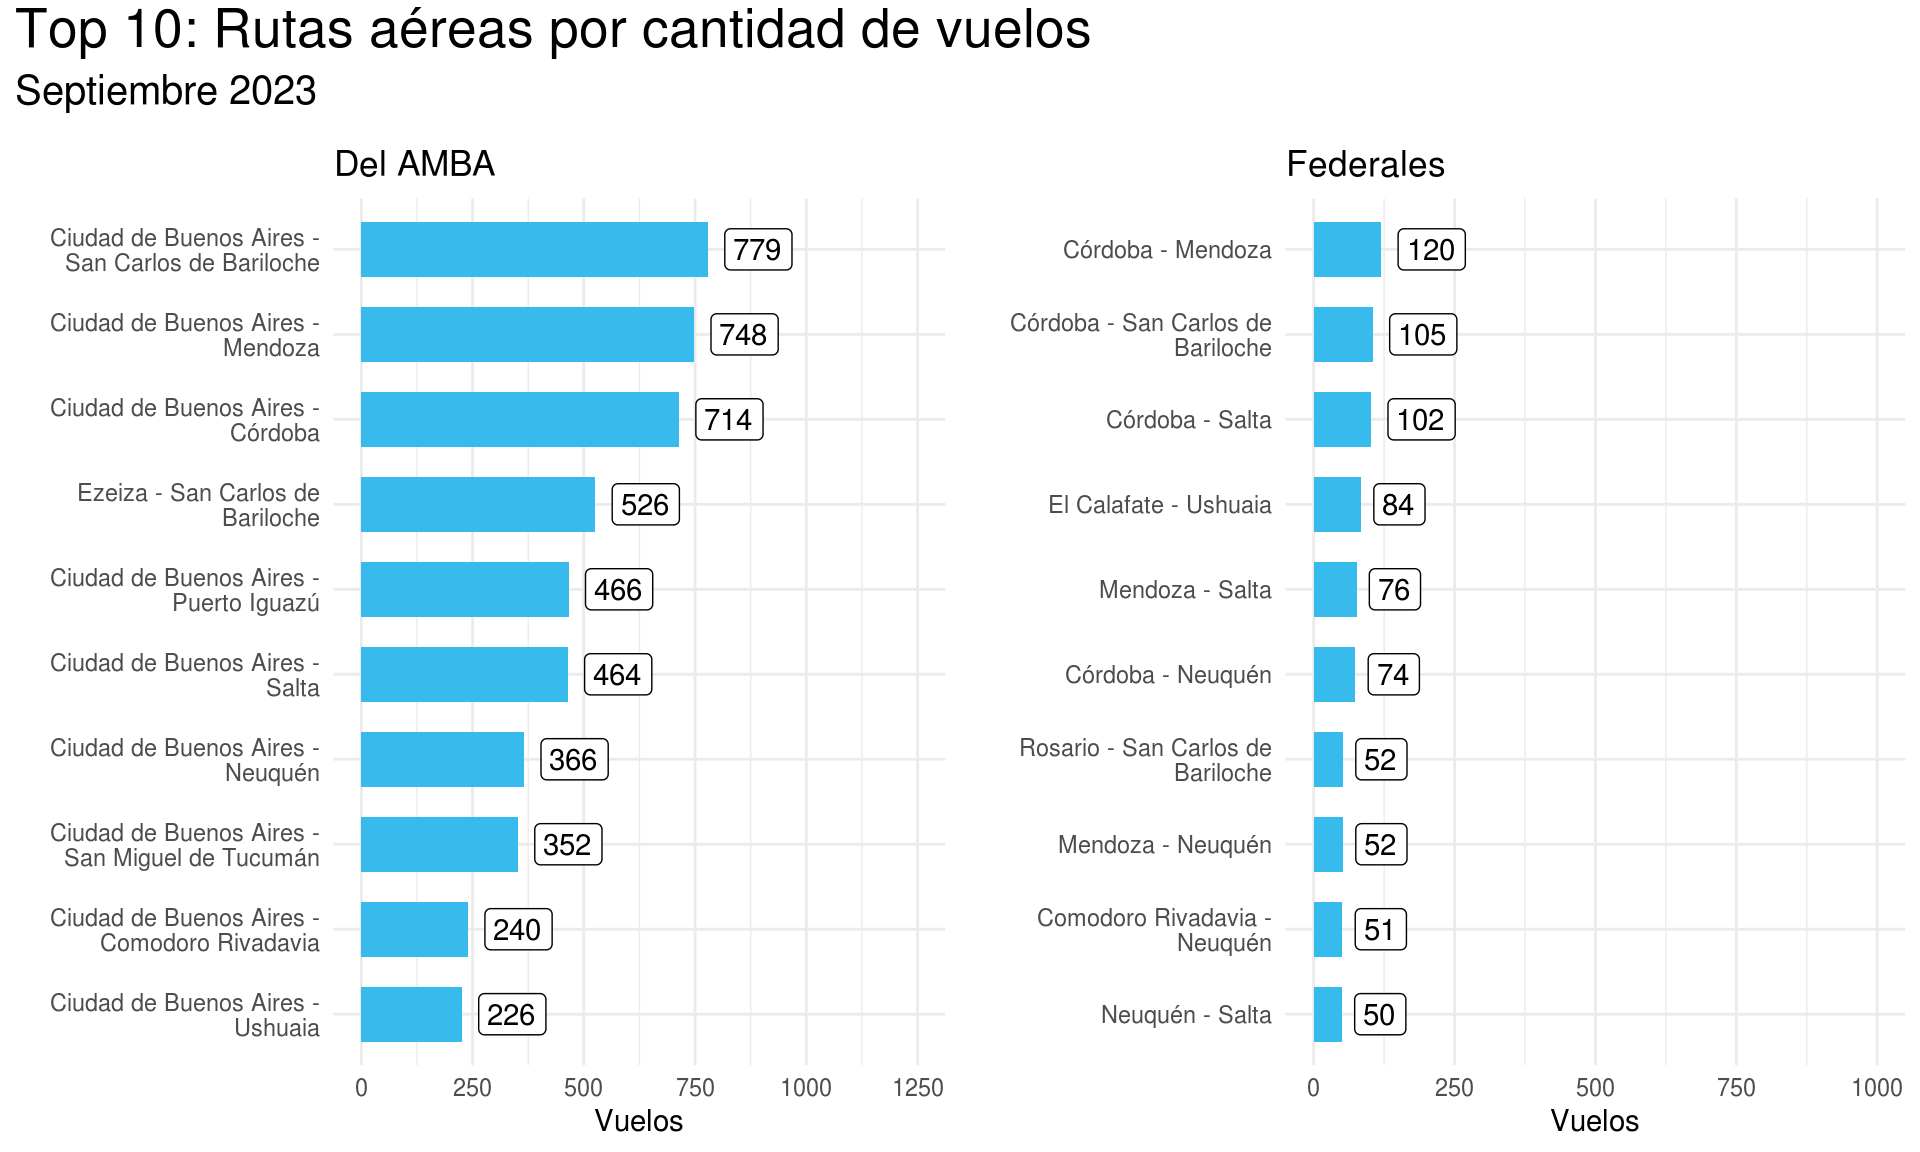 Top 10: Rutas aéreas por cantidad de vuelos
Septiembre 2023
Del AMBA
Ciudad de Buenos Aires -
San Carlos de Bariloche
779
Ciudad de Buenos Aires -
Mendoza
748
Ciudad de Buenos Aires -
Córdoba
714
Ezeiza - San Carlos de
Bariloche
526
Ciudad de Buenos Aires -
Puerto Iguazú
466
Ciudad de Buenos Aires -
Salta
464
Ciudad de Buenos Aires -
Neuquén
366
Ciudad de Buenos Aires -
San Miguel de Tucumán
352
Ciudad de Buenos Aires -
Comodoro Rivadavia
240
Ciudad de Buenos Aires -
Ushuaia
226
0 250 500 750 1000 1250
Vuelos
Federales
Córdoba - Mendoza
120
Córdoba - San Carlos de
Bariloche
105
Córdoba - Salta
102
El Calafate - Ushuaia
84
Mendoza - Salta
76
Córdoba - Neuquén
74
Rosario - San Carlos de
Bariloche
52
Mendoza - Neuquén
52
Comodoro Rivadavia -
Neuquén
51
Neuquén - Salta
50
0 250 500 750 1000
Vuelos